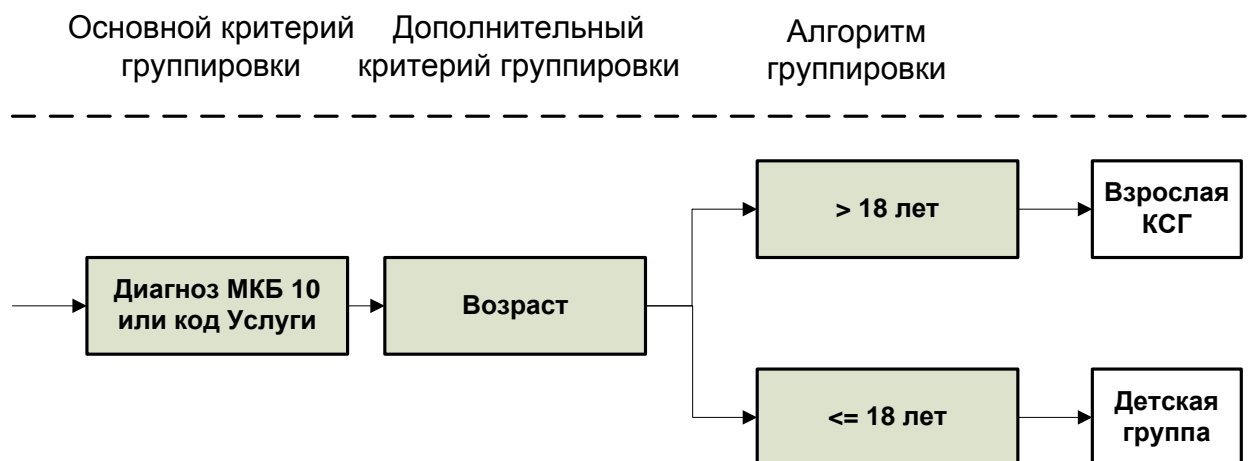 Основной критерий
группировки
Дополнительный
критерий группировки
Алгоритм
группировки
Диагноз МКБ 10
или код Услуги
Возраст
> 18 лет
Взрослая
КСГ
<= 18 лет
Детская
группа